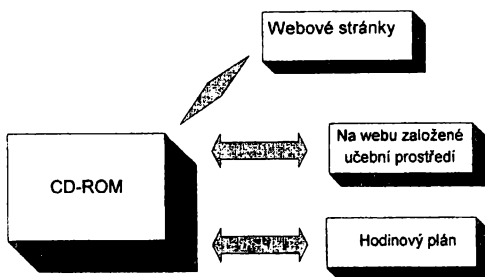 Webové stránky
Na webu založené
učební prostředí
CD-ROM
Hodinový plán